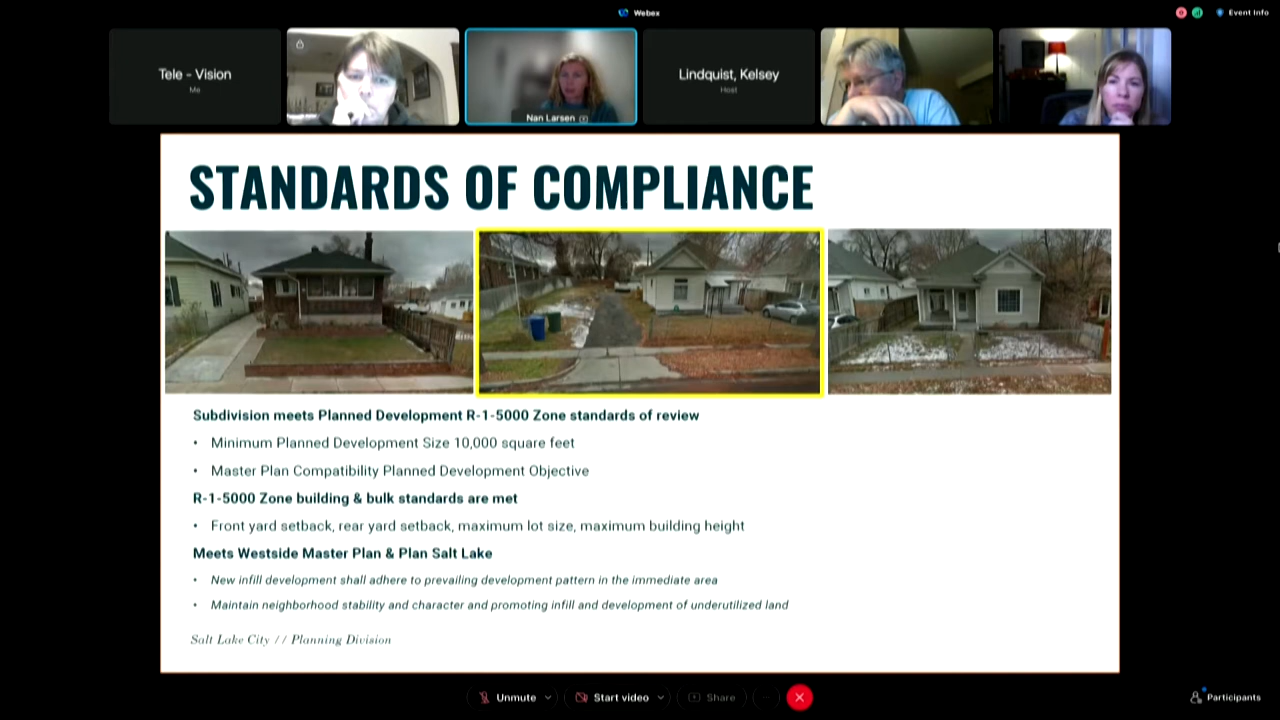 Webex
Event Info
Tele - Vision
Me
Nan Larsen
Lindquist, Kelsey
Host
STANDARDS OF COMPLIANCE
Subdivision meets Planned Development R-1-5000 Zone standards of review
• Minimum Planned Development Size 10,000 square feet
• Master Plan Compatibility Planned Development Objective
R-1-5000 Zone building & bulk standards are met
• Front yard setback, rear yard setback, maximum lot size, maximum building height
Meets Westside Master Plan & Plan Salt Lake
• New infill development shall adhere to prevailing development pattern in the immediate area
• Maintain neighborhood stability and character and promoting infill and development of underutilized land
Salt Lake City // Planning Division
Unmute
Start video
Share
Participants